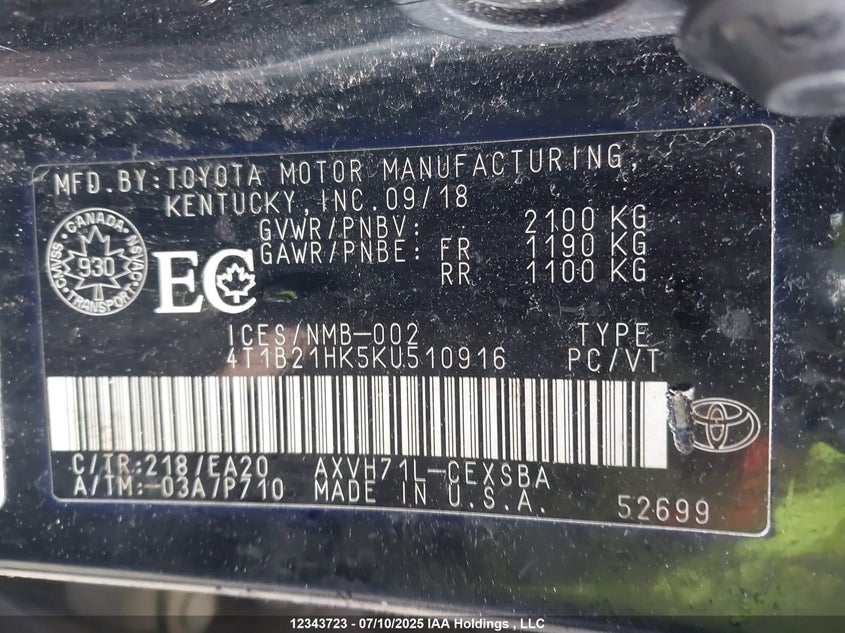 MFD. BY: TOYOTA MOTOR MANUFACTURING,
KENTUCKY, INC. 09/18
GVWR/PNBV: 2100 KG
GAWR/PNBE: FR 1190 KG
RR 1100 KG
CANADA
CMVSS NSVAC
930
TRANSPORT
EC
ICES/NMB-002 TYPE
4T1B21HK5KU510916 PC/VT
C/TR: 218/EA20 AXVH71L-CEXSBA
A/TM: -03A/P710 MADE IN U.S.A.
52699
12343723 - 07/10/2025 IAA Holdings , LLC